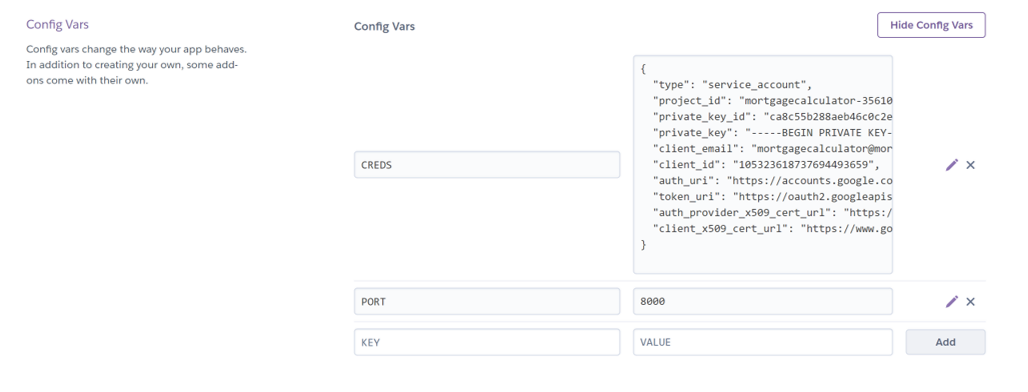 Config Vars
Config vars change the way your app behaves.
In addition to creating your own, some add-
ons come with their own.
Config Vars
Hide Config Vars
CREDS
{
"type": "service_account",
"project_id": "mortgagecalculator-35610
"private_key_id": "ca8c55b288aeb46c0c2e
"private_key": "-----BEGIN PRIVATE KEY-
"client_email": "mortgagecalculator@mor
"client_id": "105323618737694493659",
"auth_uri": "https://accounts.google.co
"token_uri": "https://oauth2.googleapis
"auth_provider_x509_cert_url": "https:/
"client_x509_cert_url": "https://www.go
}
PORT
8000
KEY
VALUE
Add